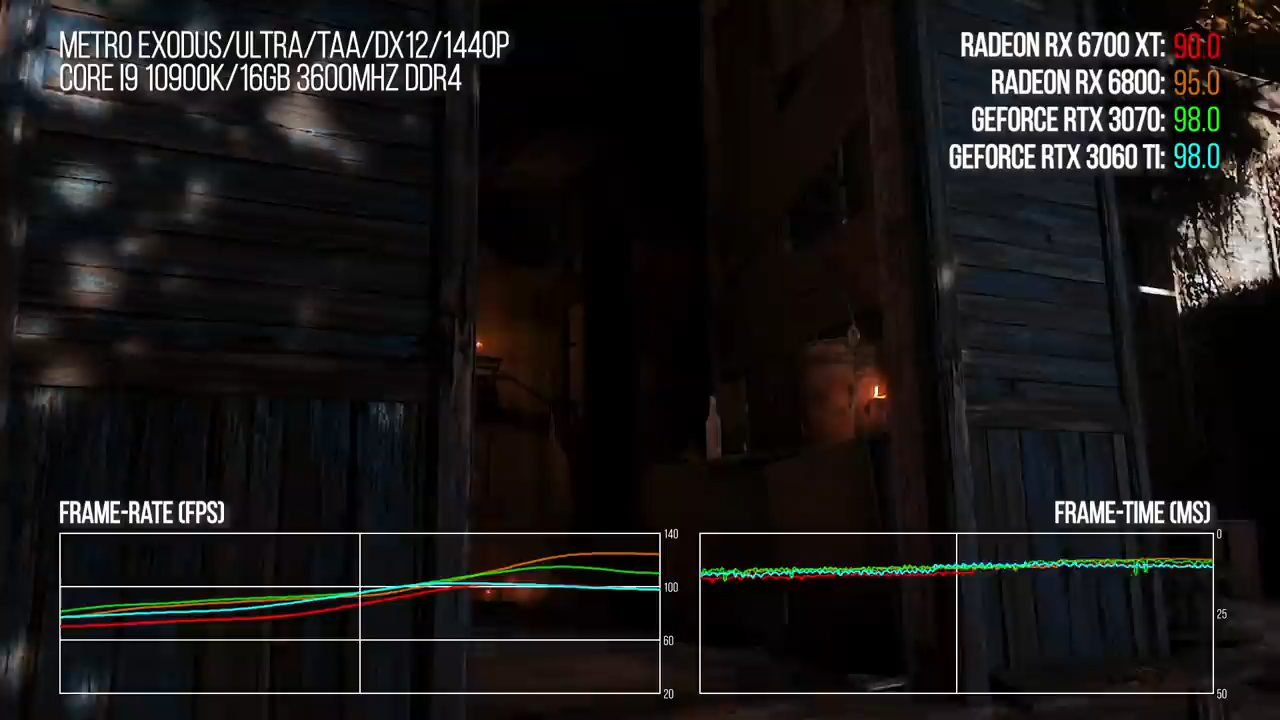 METRO EXODUS/ULTRA/TAA/DX12/1440P
CORE I9 10900K/16GB 3600MHZ DDR4
RADEON RX 6700 XT: 90.0
RADEON RX 6800: 95.0
GEFORCE RTX 3070: 98.0
GEFORCE RTX 3060 TI: 98.0
FRAME-RATE (FPS)
140
100
60
20
FRAME-TIME (MS)
0
25
50